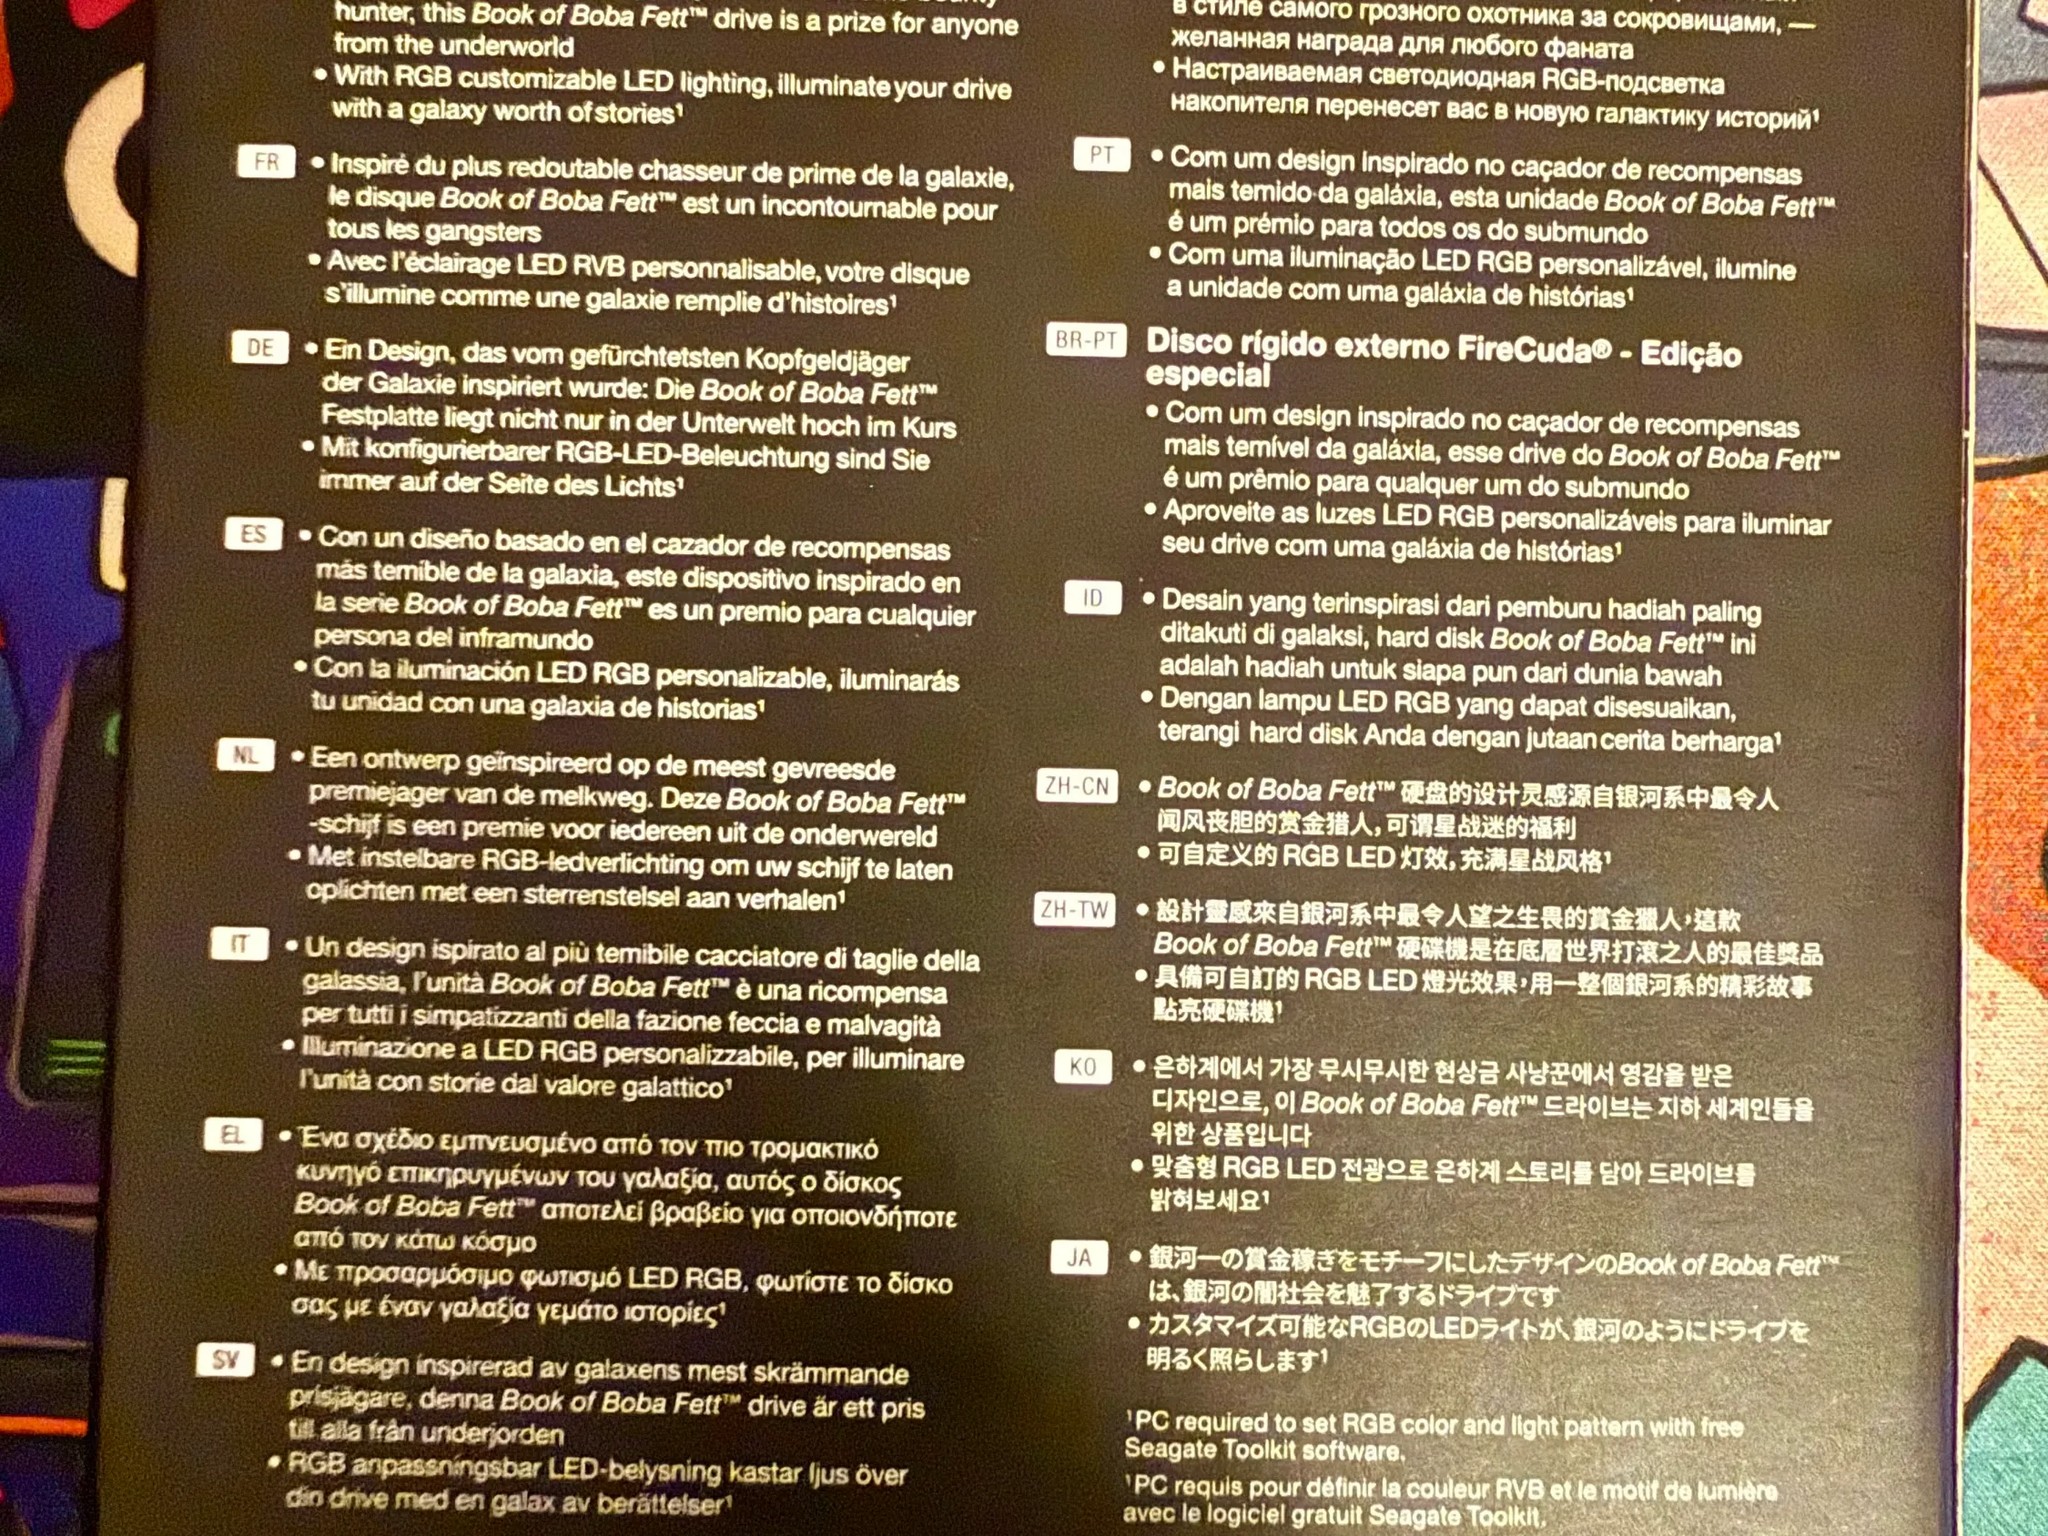 hunter, this Book of Boba Fett™ drive is a prize for anyone
from the underworld
• With RGB customizable LED lighting, illuminate your drive
with a galaxy worth of stories¹
FR
• Inspiré du plus redoutable chasseur de prime de la galaxie,
le disque Book of Boba Fett™ est un incontournable pour
tous les gangsters
• Avec l'éclairage LED RVB personnalisable, votre disque
s'illumine comme une galaxie remplie d'histoires¹
DE
• Ein Design, das vom gefürchtetsten Kopfgeldjäger
der Galaxie inspiriert wurde: Die Book of Boba Fett™
Festplatte liegt nicht nur in der Unterwelt hoch im Kurs
• Mit konfigurierbarer RGB-LED-Beleuchtung sind Sie
immer auf der Seite des Lichts¹
ES
• Con un diseño basado en el cazador de recompensas
más temible de la galaxia, este dispositivo inspirado en
la serie Book of Boba Fett™ es un premio para cualquier
persona del inframundo
• Con la iluminación LED RGB personalizable, iluminarás
tu unidad con una galaxia de historias¹
NL
• Een ontwerp geïnspireerd op de meest gevreesde
premiejager van de melkweg. Deze Book of Boba Fett™
-schijf is een premie voor iedereen uit de onderwereld
• Met instelbare RGB-ledverlichting om uw schijf te laten
oplichten met een sterrenstelsel aan verhalen¹
IT
• Un design ispirato al più temibile cacciatore di taglie della
galassia, l'unità Book of Boba Fett™ è una ricompensa
per tutti i simpatizzanti della fazione feccia e malvagità
• Illuminazione a LED RGB personalizzabile, per illuminare
l'unità con storie dal valore galattico¹
EL
• Ένα σχέδιο εμπνευσμένο από τον πιο τρομακτικό
κυνηγό επικηρυγμένων του γαλαξία, αυτός ο δίσκος
Book of Boba Fett™ αποτελεί βραβείο για οποιονδήποτε
από τον κάτω κόσμο
• Με προσαρμόσιμο φωτισμό LED RGB, φωτίστε το δίσκο
σας με έναν γαλαξία γεμάτο ιστορίες¹
SV
• En design inspirerad av galaxens mest skrämmande
prisjägare, denna Book of Boba Fett™ drive är ett pris
till alla från underjorden
• RGB anpassningsbar LED-belysning kastar ljus över
din drive med en galax av berättelser¹
в стиле самого грозного охотника за сокровищами, —
желанная награда для любого фаната
• Настраиваемая светодиодная RGB-подсветка
накопителя перенесет вас в новую галактику историй¹
PT
• Com um design inspirado no caçador de recompensas
mais temido da galáxia, esta unidade Book of Boba Fett™
é um prémio para todos os do submundo
• Com uma iluminação LED RGB personalizável, ilumine
a unidade com uma galáxia de histórias¹
BR-PT
Disco rígido externo FireCuda® - Edição
especial
• Com um design inspirado no caçador de recompensas
mais temível da galáxia, esse drive do Book of Boba Fett™
é um prêmio para qualquer um do submundo
• Aproveite as luzes LED RGB personalizáveis para iluminar
seu drive com uma galáxia de histórias¹
ID
• Desain yang terinspirasi dari pemburu hadiah paling
ditakuti di galaksi, hard disk Book of Boba Fett™ ini
adalah hadiah untuk siapa pun dari dunia bawah
• Dengan lampu LED RGB yang dapat disesuaikan,
terangi hard disk Anda dengan jutaan cerita berharga¹
ZH-CN
• Book of Boba Fett™ 硬盘的设计灵感源自银河系中最令人
闻风丧胆的赏金猎人，可谓星战迷的福利
• 可自定义的 RGB LED 灯效，充满星战风格¹
ZH-TW
• 設計靈感來自銀河系中最令人望之生畏的賞金獵人，這款
Book of Boba Fett™ 硬碟機是在底層世界打滾之人的最佳獎品
• 具備可自訂的 RGB LED 燈光效果，用一整個銀河系的精彩故事
點亮硬碟機¹
KO
• 은하계에서 가장 무시무시한 현상금 사냥꾼에서 영감을 받은
디자인으로, 이 Book of Boba Fett™ 드라이브는 지하 세계인들을
위한 상품입니다
• 맞춤형 RGB LED 전광으로 은하계 스토리를 담아 드라이브를
밝혀보세요¹
JA
• 銀河一の賞金稼ぎをモチーフにしたデザインのBook of Boba Fett™
は、銀河の闇社会を魅了するドライブです
• カスタマイズ可能なRGBのLEDライトが、銀河のようにドライブを
明るく照らします¹
¹PC required to set RGB color and light pattern with free
Seagate Toolkit software.
¹PC requis pour définir la couleur RVB et le motif de lumière
avec le logiciel gratuit Seagate Toolkit.